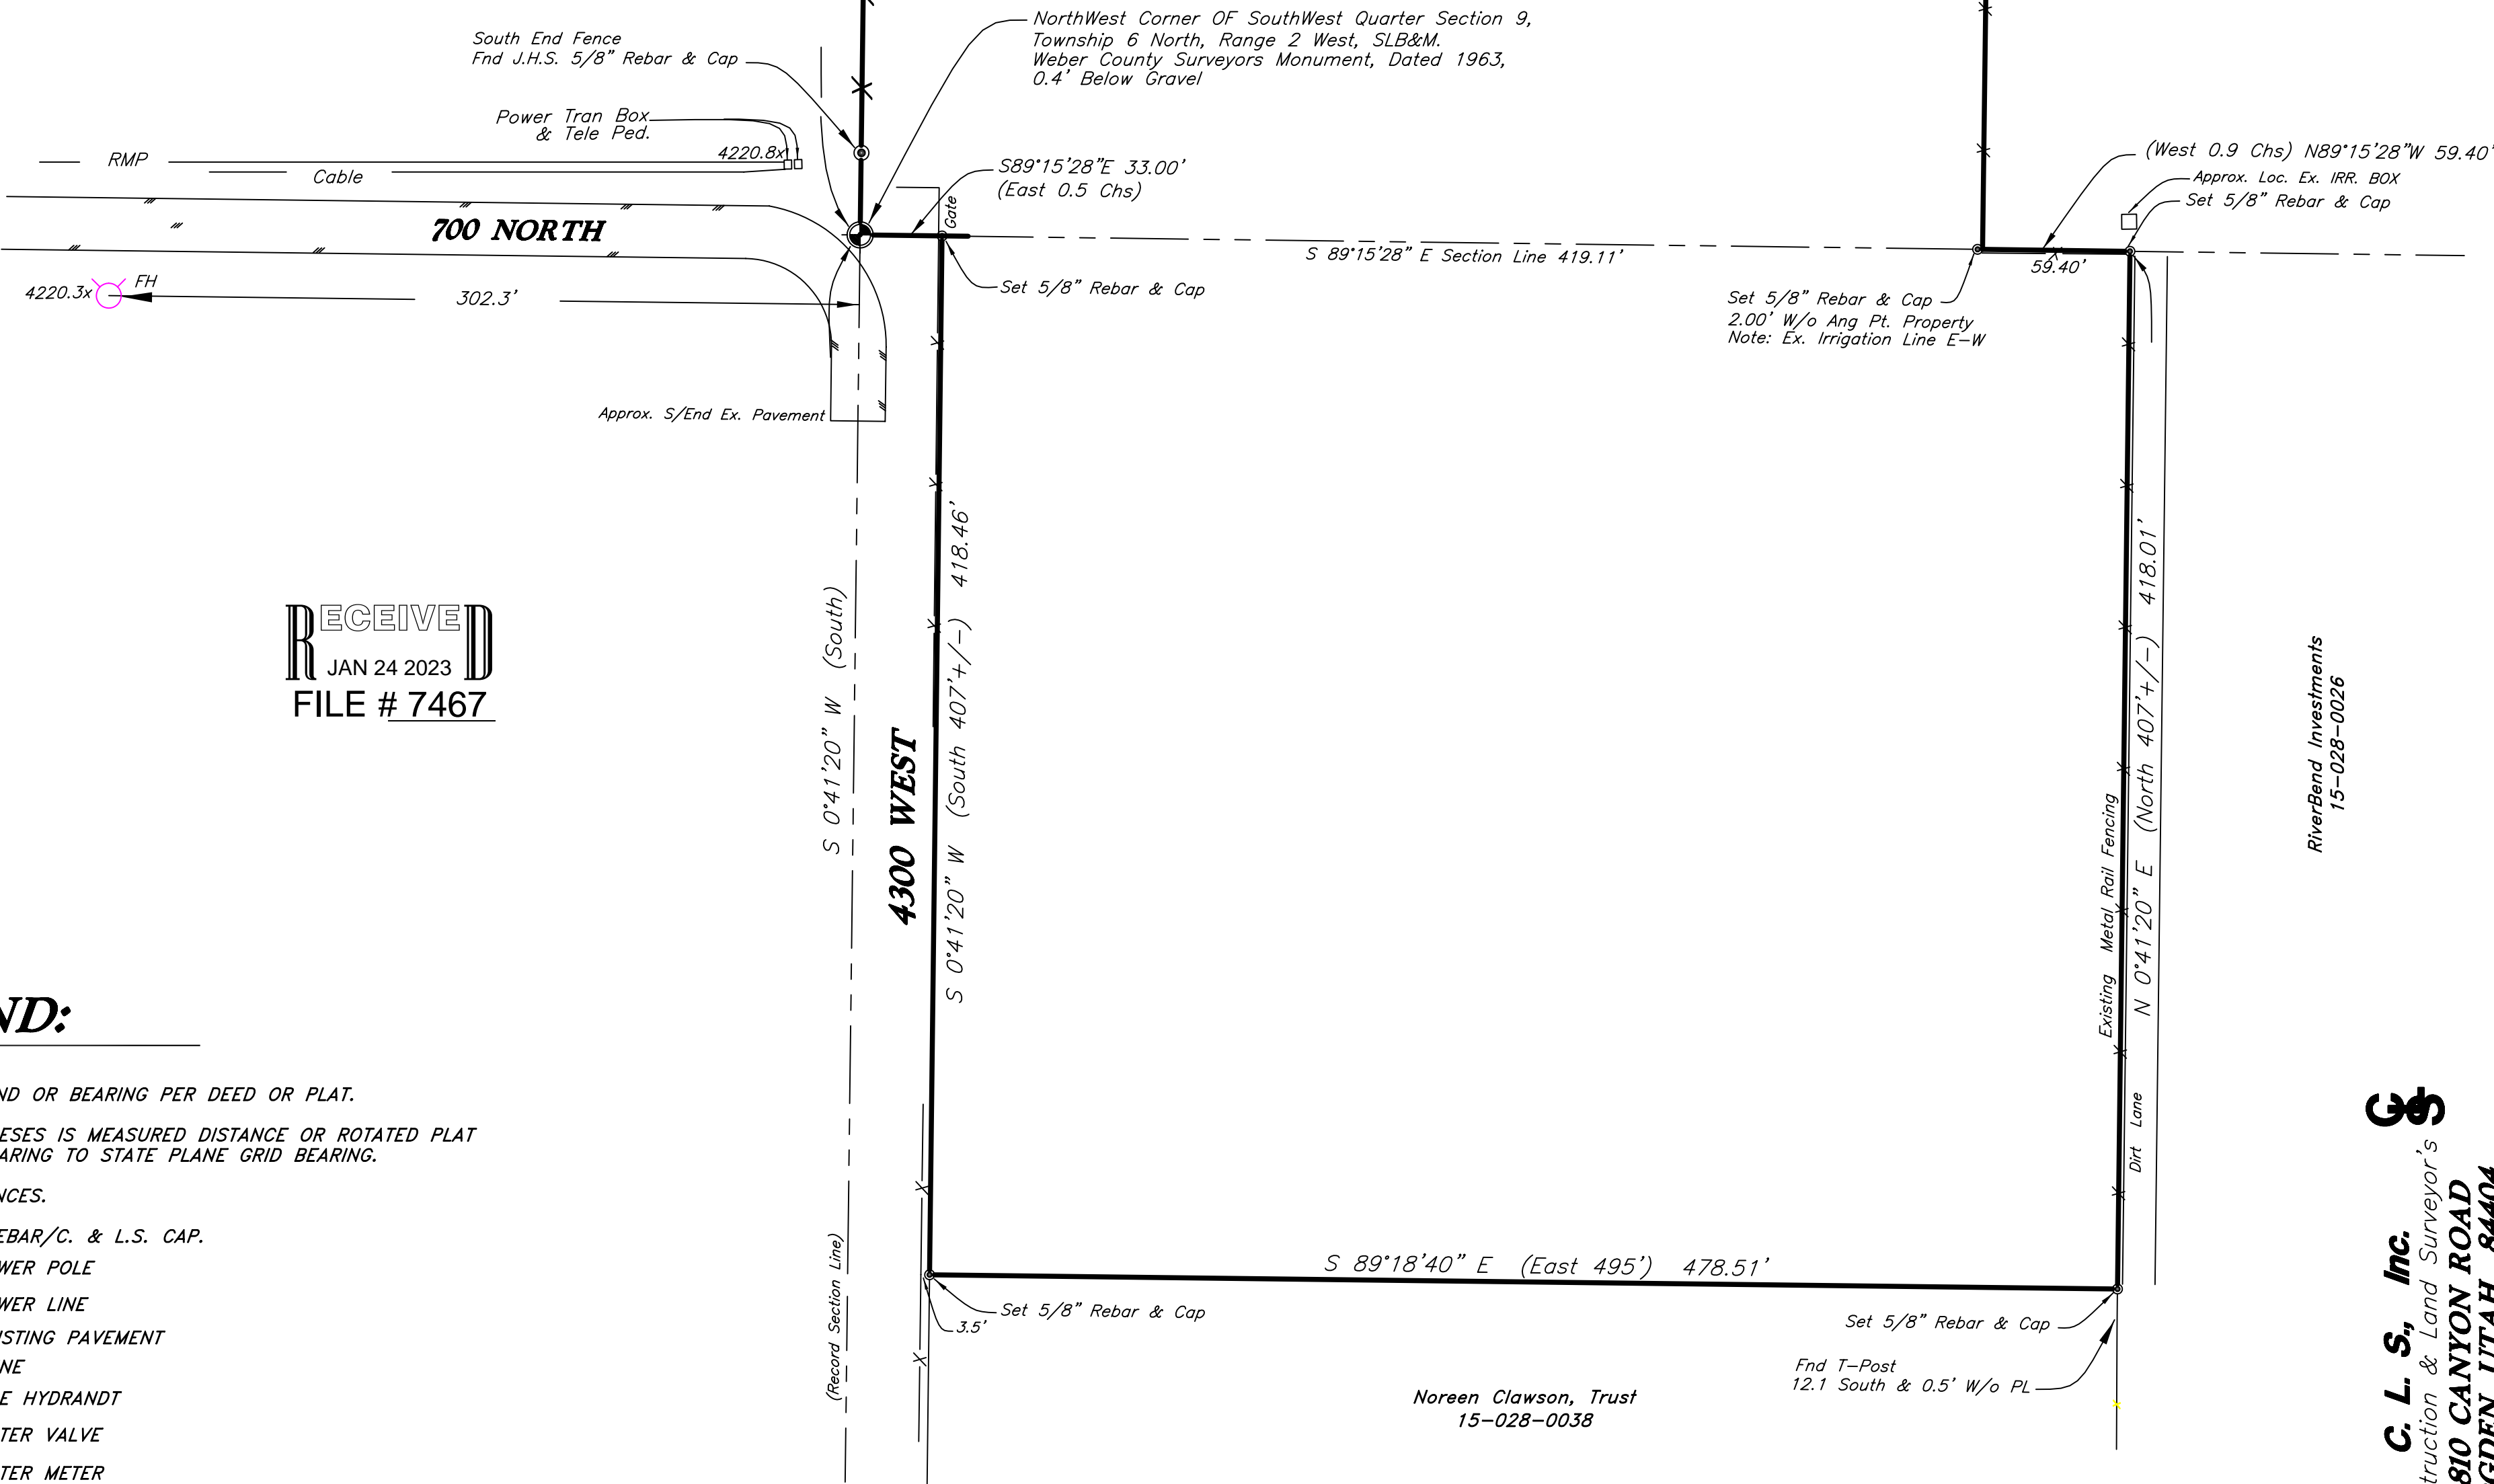 NorthWest Corner OF SouthWest Quarter Section 9,
Township 6 North, Range 2 West, SLB&M.
Weber County Surveyors Monument, Dated 1963,
0.4' Below Gravel
South End Fence
Fnd J.H.S. 5/8" Rebar & Cap
Power Tran Box
& Tele Ped.
4220.8x
RMP
Cable
S89°15'28"E 33.00'
(East 0.5 Chs)
Gate
(West 0.9 Chs) N89°15'28"W 59.40'
Approx. Loc. Ex. IRR. BOX
Set 5/8" Rebar & Cap
700 NORTH
S 89°15'28" E Section Line 419.11'
59.40'
4220.3x
FH
302.3'
Set 5/8" Rebar & Cap
Set 5/8" Rebar & Cap
2.00' W/o Ang Pt. Property
Note: Ex. Irrigation Line E-W
Approx. S/End Ex. Pavement
RECEIVED
JAN 24 2023
FILE # 7467
S 0°41'20" W (South)
(Record Section Line)
4300 WEST
S 0°41'20" W (South 407'+/-) 418.46'
Existing Metal Rail Fencing
N 0°41'20" E (North 407'+/-) 418.01'
Dirt Lane
RiverBend Investments
15-028-0026
ND:
ND OR BEARING PER DEED OR PLAT.
ESES IS MEASURED DISTANCE OR ROTATED PLAT
ARING TO STATE PLANE GRID BEARING.
NCES.
EBAR/C. & L.S. CAP.
WER POLE
WER LINE
ISTING PAVEMENT
NE
E HYDRANDT
TER VALVE
TER METER
S 89°18'40" E (East 495') 478.51'
Set 5/8" Rebar & Cap
3.5'
Set 5/8" Rebar & Cap
Fnd T-Post
12.1 South & 0.5' W/o PL
Noreen Clawson, Trust
15-028-0038
C. L. S., Inc.
truction & Land Surveyor's
810 CANYON ROAD
GDEN, UTAH 84404